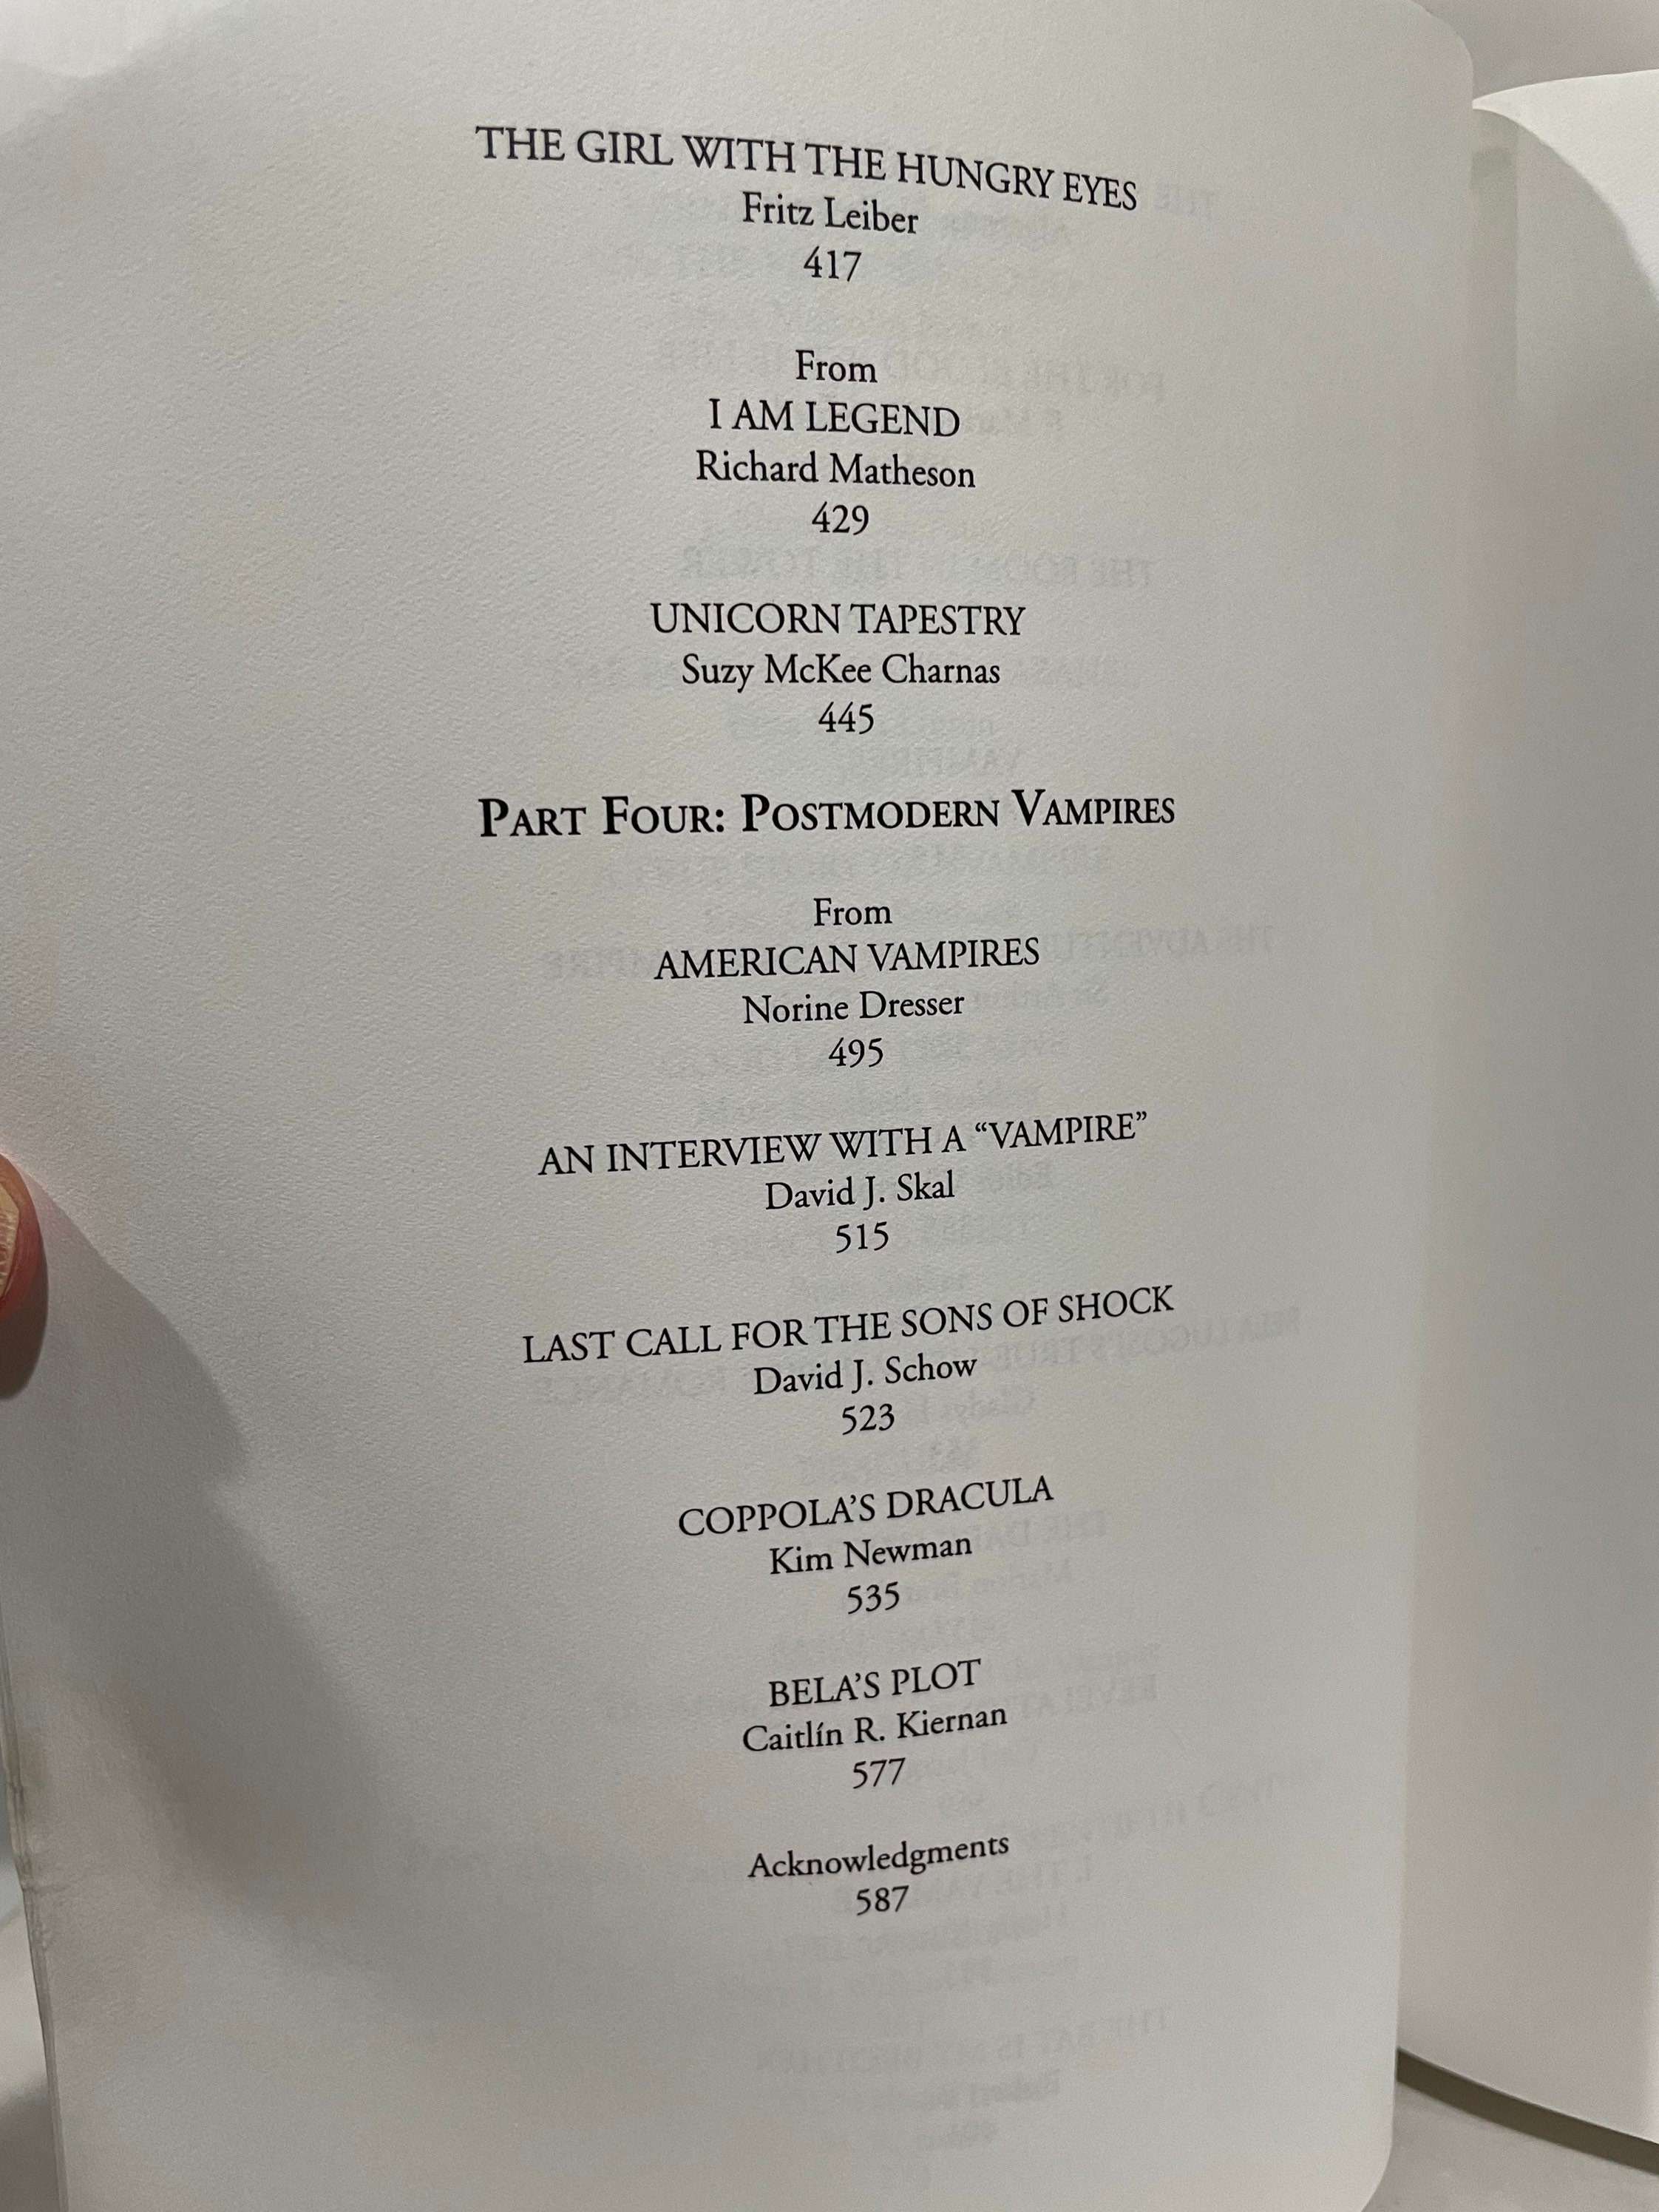 THE GIRL WITH THE HUNGRY EYES
Fritz Leiber
417
From
I AM LEGEND
Richard Matheson
429
UNICORN TAPESTRY
Suzy McKee Charnas
445
PART FOUR: POSTMODERN VAMPIRES
From
AMERICAN VAMPIRES
Norine Dresser
495
AN INTERVIEW WITH A “VAMPIRE”
David J. Skal
515
LAST CALL FOR THE SONS OF SHOCK
David J. Schow
523
COPPOLA’S DRACULA
Kim Newman
535
BELA’S PLOT
Caitlín R. Kiernan
577
Acknowledgments
587